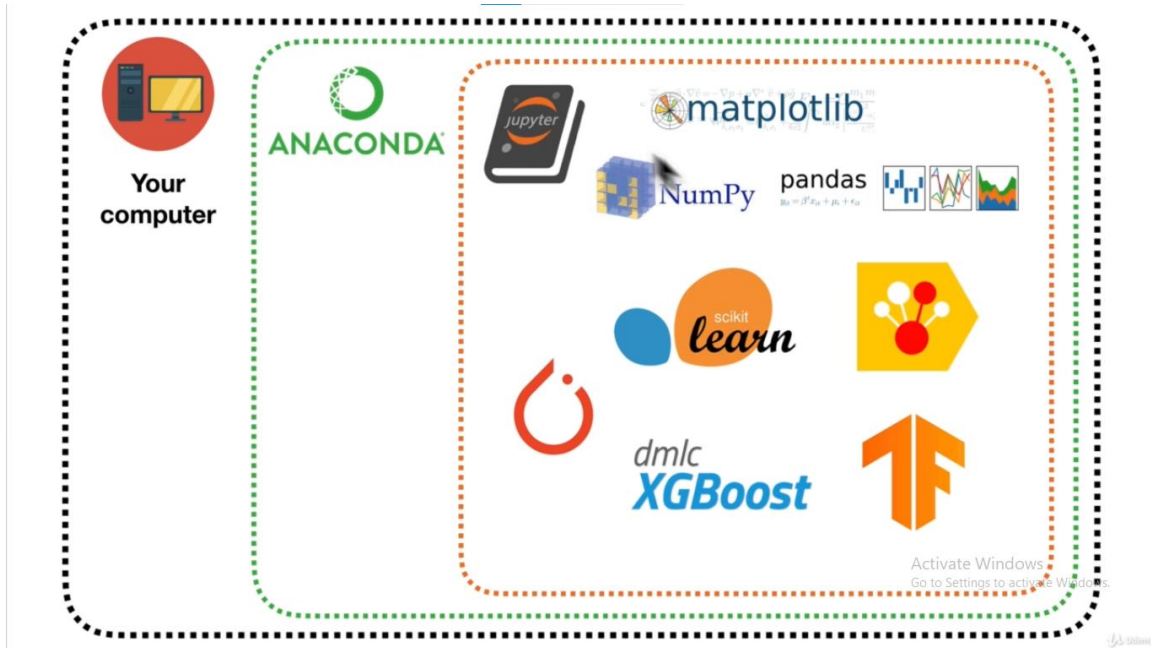 Your
computer
ANACONDA
jupyter
matplotlib
NumPy
pandas
scikit
learn
dmlc
XGBoost
Activate Windows
Go to Settings to activate Windows.
Udemy